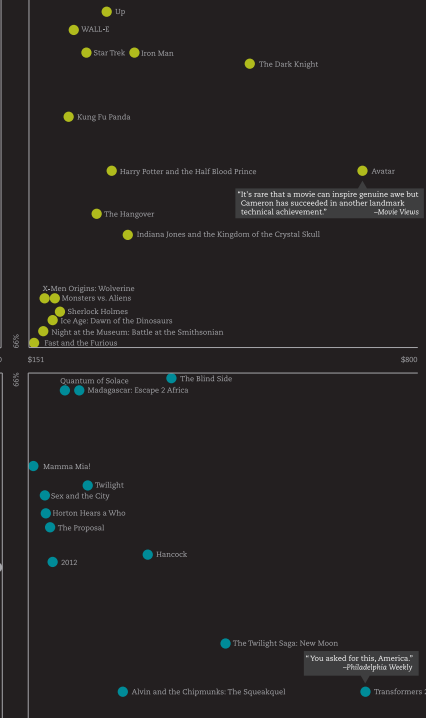 Up
WALL•E
Star Trek
Iron Man
The Dark Knight
Kung Fu Panda
Harry Potter and the Half Blood Prince
Avatar
"It's rare that a movie can inspire genuine awe but
Cameron has succeeded in another landmark
technical achievement."
–Movie Views
The Hangover
Indiana Jones and the Kingdom of the Crystal Skull
X-Men Origins: Wolverine
Monsters vs. Aliens
Sherlock Holmes
Ice Age: Dawn of the Dinosaurs
Night at the Museum: Battle at the Smithsonian
Fast and the Furious
66%
$151
$800
66%
The Blind Side
Quantum of Solace
Madagascar: Escape 2 Africa
Mamma Mia!
Twilight
Sex and the City
Horton Hears a Who
The Proposal
Hancock
2012
The Twilight Saga: New Moon
"You asked for this, America."
–Philadelphia Weekly
Alvin and the Chipmunks: The Squeakquel
Transformers